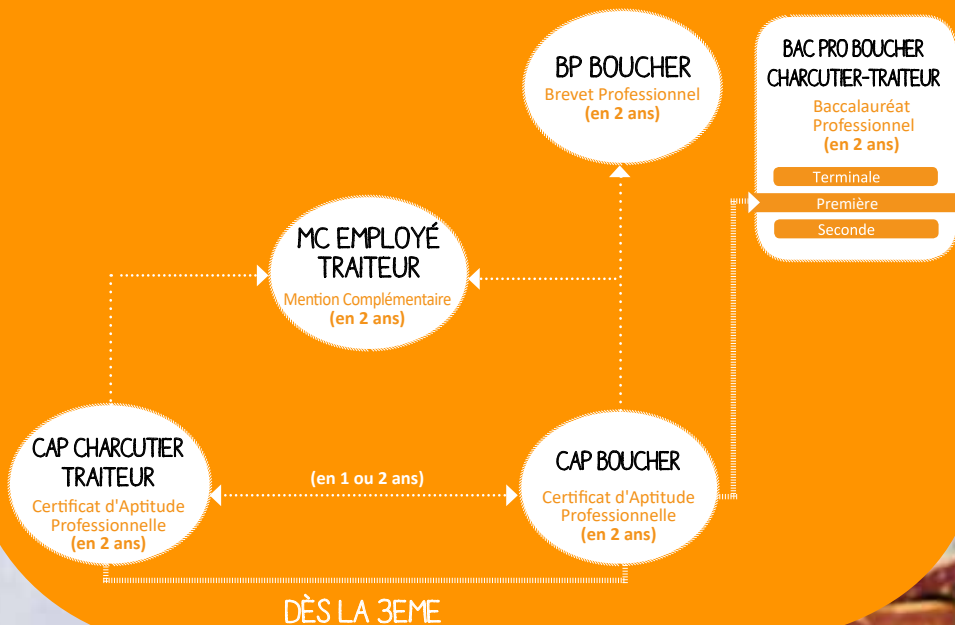 BP BOUCHER
Brevet Professionnel
(en 2 ans)
BAC PRO BOUCHER
CHARCUTIER-TRAITEUR
Baccalauréat
Professionnel
(en 2 ans)
Terminale
Première
Seconde
MC EMPLOYÉ
TRAITEUR
Mention Complémentaire
(en 2 ans)
CAP CHARCUTIER
TRAITEUR
Certificat d'Aptitude
Professionnelle
(en 2 ans)
(en 1 ou 2 ans)
CAP BOUCHER
Certificat d'Aptitude
Professionnelle
(en 2 ans)
DÈS LA 3EME